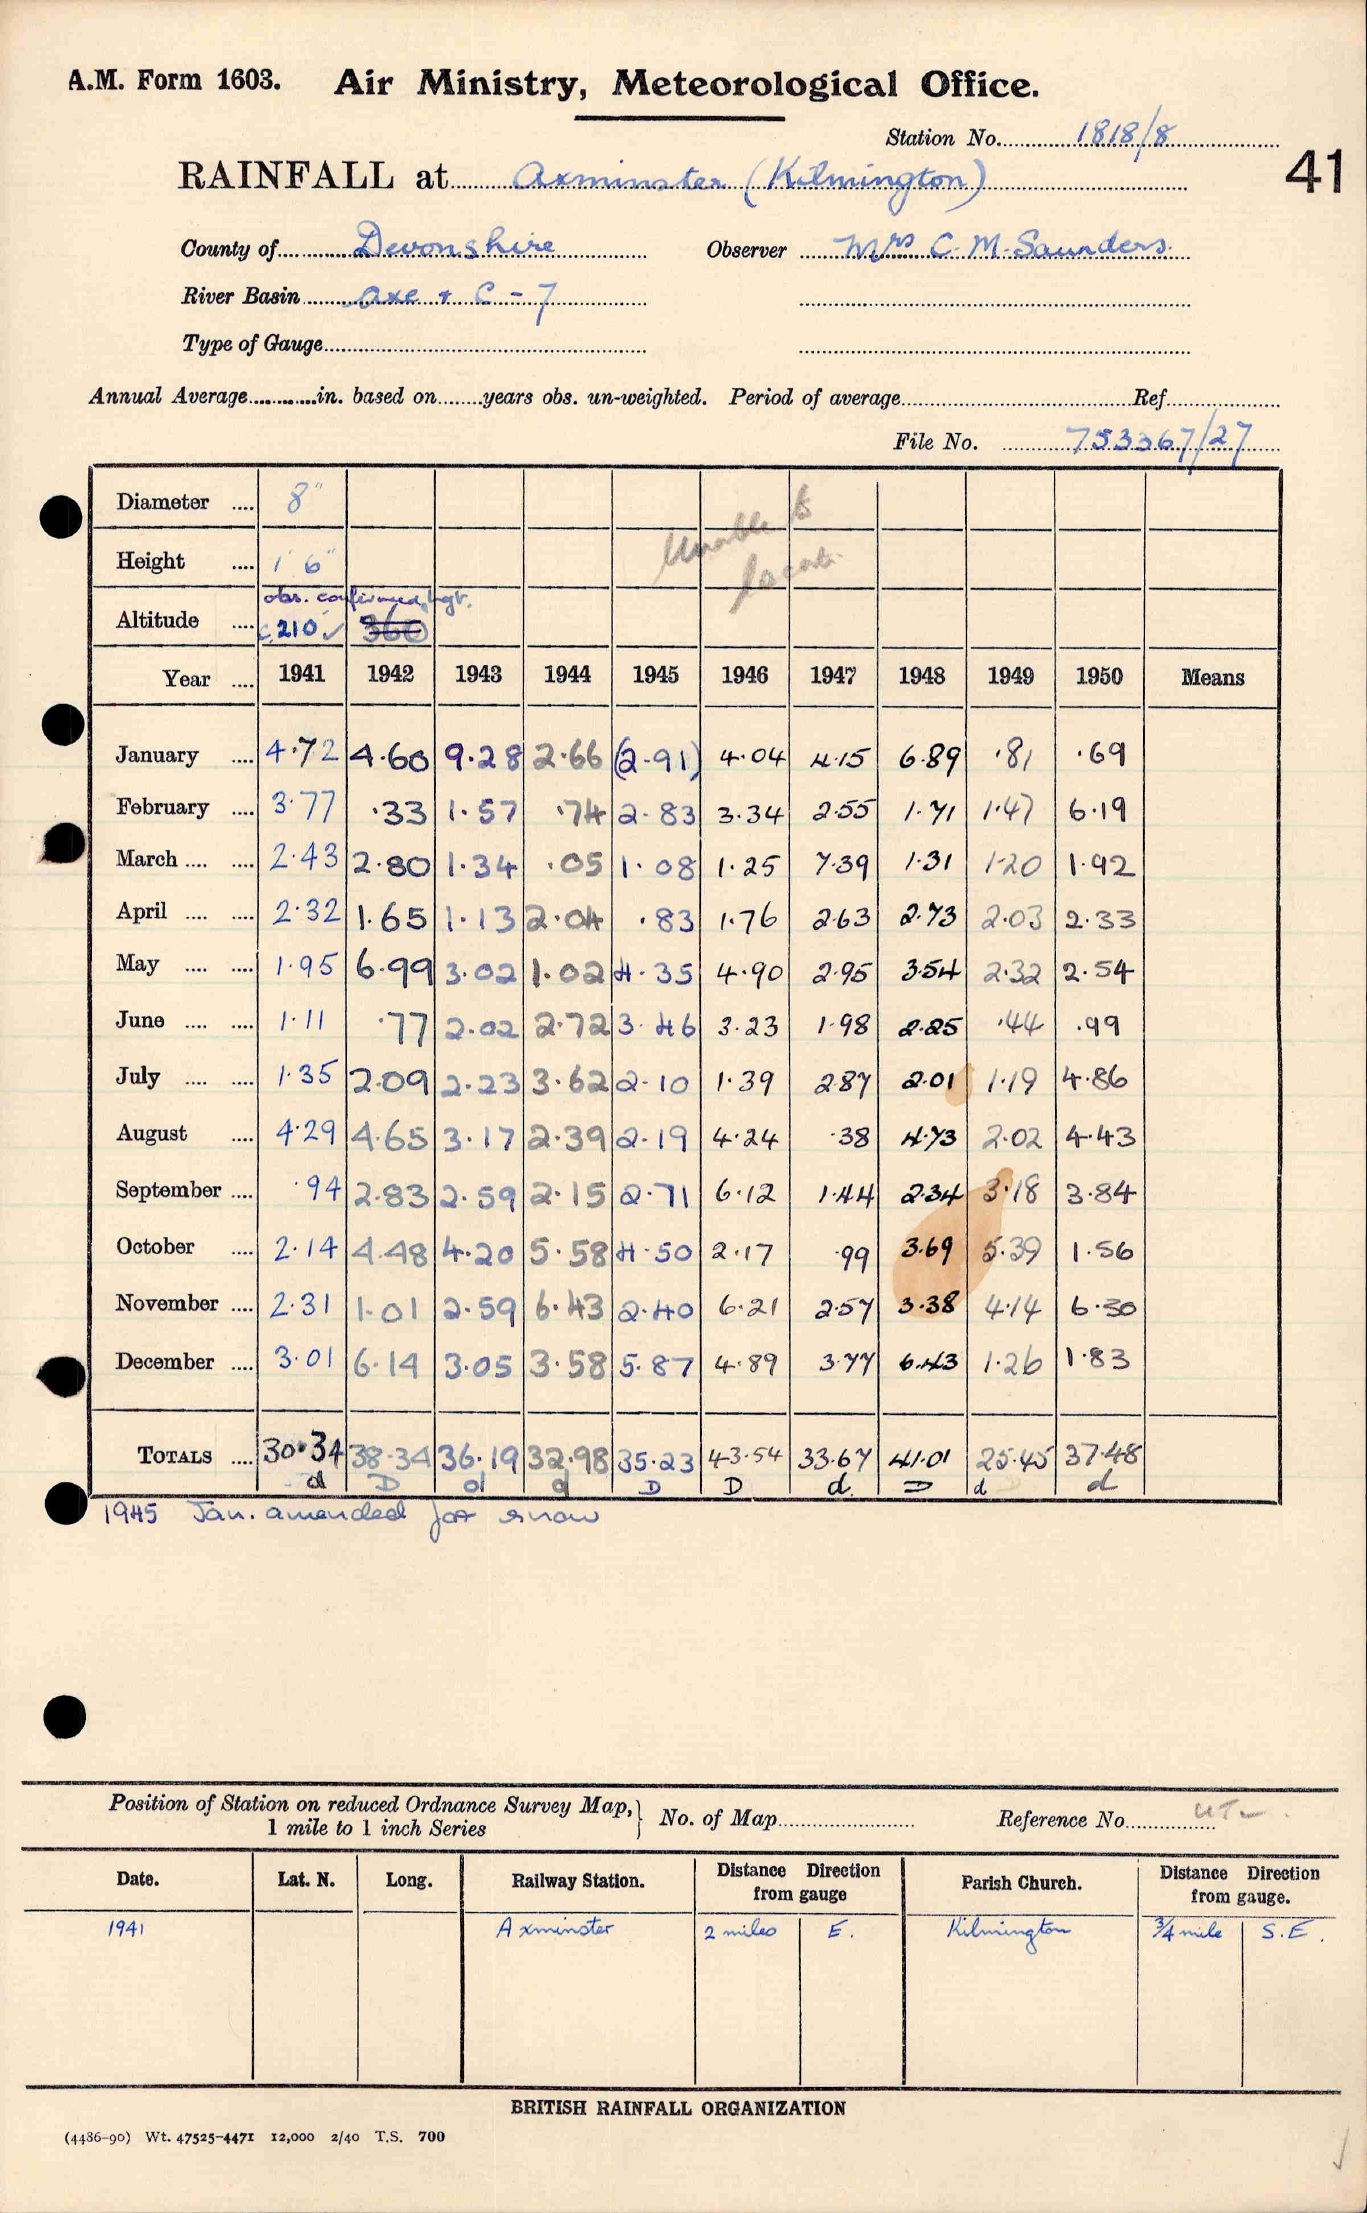 A.M. Form 1603. Air Ministry, Meteorological Office.
Station No. 1818/8
41
RAINFALL at Axminster (Kilmington)
County of Devonshire Observer Mrs C. M. Saunders.
River Basin Axe & C - 7
Type of Gauge
Annual Average in. based on years obs. un-weighted. Period of average Ref
File No. 753367/27
Diameter 8"
Unable to
Height 1' 6"
locate
obs. confirmed hgt.
Altitude c. 210 ✓ 360
Year 1941 1942 1943 1944 1945 1946 1947 1948 1949 1950 Means
January 4.72 4.60 9.28 2.66 (2.91) 4.04 4.15 6.89 .81 .69
February 3.77 .33 1.57 .74 2.83 3.34 2.55 1.71 1.47 6.19
March 2.43 2.80 1.34 .05 1.08 1.25 7.39 1.31 1.20 1.92
April 2.32 1.65 1.13 2.04 .83 1.76 2.63 2.73 2.03 2.33
May 1.95 6.99 3.02 1.02 4.35 4.90 2.95 3.54 2.32 2.54
June 1.11 .77 2.02 2.72 3.46 3.23 1.98 2.25 .44 .99
July 1.35 2.09 2.23 3.62 2.10 1.39 2.87 2.01 1.19 4.86
August 4.29 4.65 3.17 2.39 2.19 4.24 .38 4.73 2.02 4.43
September .94 2.83 2.59 2.15 2.71 6.12 1.44 2.34 3.18 3.84
October 2.14 4.48 4.20 5.58 4.50 2.17 .99 3.69 5.39 1.56
November 2.31 1.01 2.59 6.43 2.40 6.21 2.57 3.38 4.14 6.30
December 3.01 6.14 3.05 3.58 5.87 4.89 3.77 6.43 1.26 1.83
TOTALS 30.34 38.34 36.19 32.98 35.23 43.54 33.67 41.01 25.45 37.48
d D d d D D d. D d d
1945 Jan. amended for snow
Position of Station on reduced Ordnance Survey Map,
1 mile to 1 inch Series } No. of Map Reference No.
Date. Lat. N. Long. Railway Station. Distance Direction from gauge Parish Church. Distance Direction from gauge.
1941 Axminster 2 miles E. Kilmington 3/4 mile S.E.
BRITISH RAINFALL ORGANIZATION
(4486-90) Wt. 47525-4471 12,000 2/40 T.S. 700